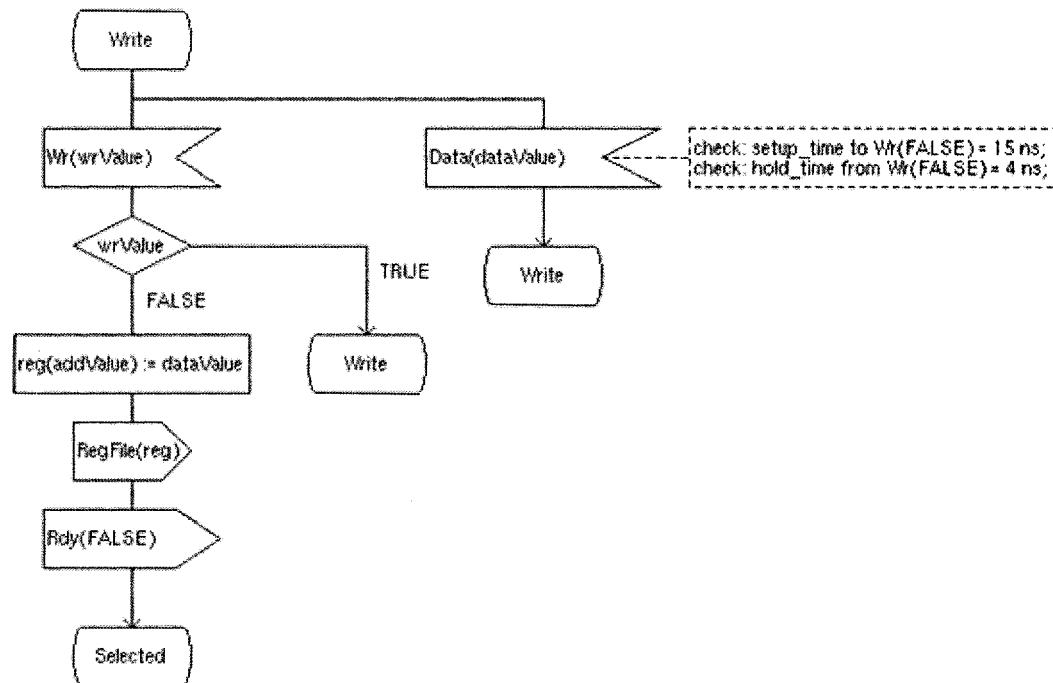 Write
Wr(wrValue)
Data(dataValue)
check: setup_time to Wr(FALSE) = 15 ns;
check: hold_time from Wr(FALSE) = 4 ns;
wrValue
TRUE
Write
FALSE
reg(addValue) := dataValue
Write
RegFile(reg)
Rdy(FALSE)
Selected